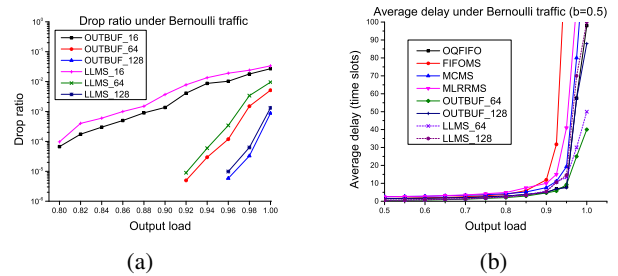 Drop ratio under Bernoulli traffic
Drop ratio
10^0
10^-1
10^-2
10^-3
10^-4
10^-5
10^-6
OUTBUF_16
OUTBUF_64
OUTBUF_128
LLMS_16
LLMS_64
LLMS_128
0.80 0.82 0.84 0.86 0.88 0.90 0.92 0.94 0.96 0.98 1.00
Output load
(a)
Average delay under Bernoulli traffic (b=0.5)
Average delay (time slots)
100
90
80
70
60
50
40
30
20
10
0
OQFIFO
FIFOMS
MCMS
MLRRMS
OUTBUF_64
OUTBUF_128
LLMS_64
LLMS_128
0.5 0.6 0.7 0.8 0.9 1.0
Output load
(b)